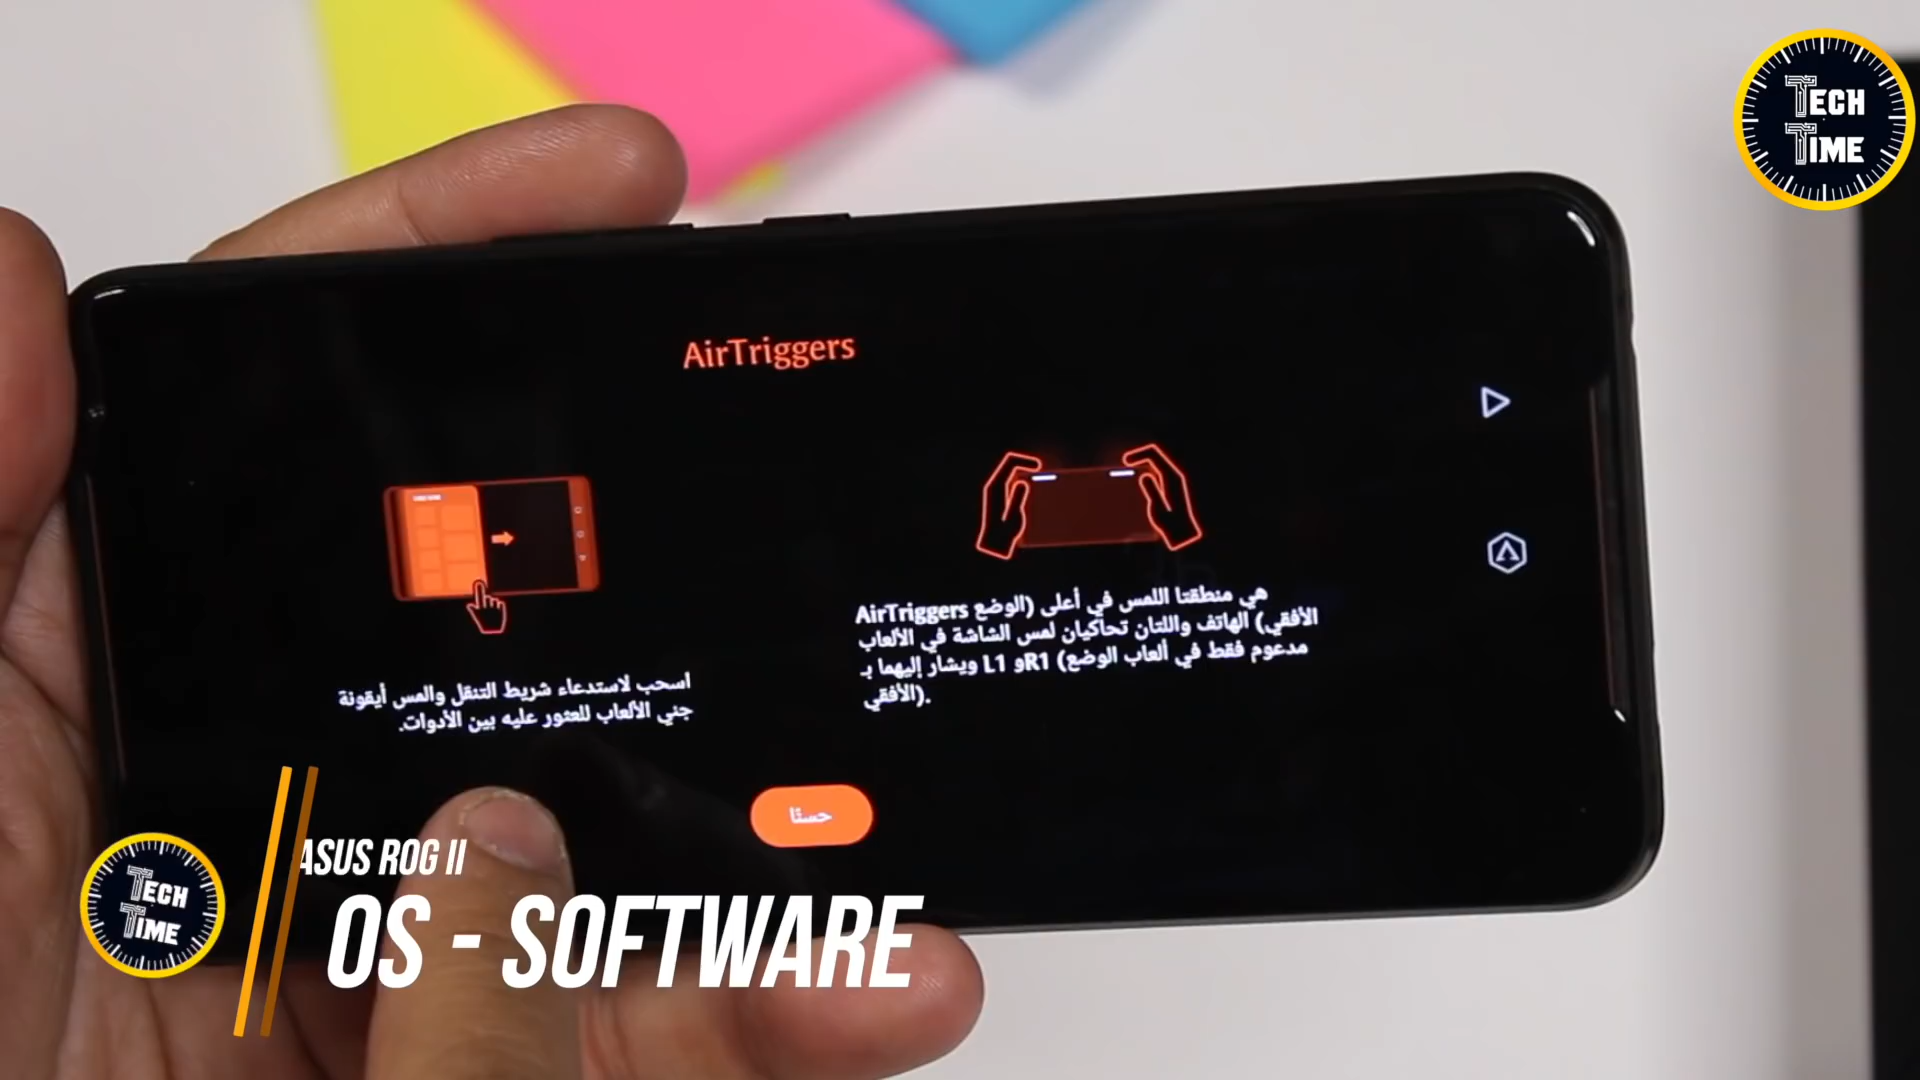 TECH
TIME
AirTriggers
AirTriggers هي منطقتا اللمس في أعلى (الوضع
الأفقي) الهاتف واللتان تحاكيان لمس الشاشة في الألعاب
ويشار إليهما بـ L1 وR1 (مدعوم فقط في ألعاب الوضع
الأفقي).
اسحب لاستدعاء شريط التنقل والمس أيقونة
جني الألعاب للعثور عليه بين الأدوات.
حسنًا
TECH
TIME
ASUS ROG II
OS - SOFTWARE